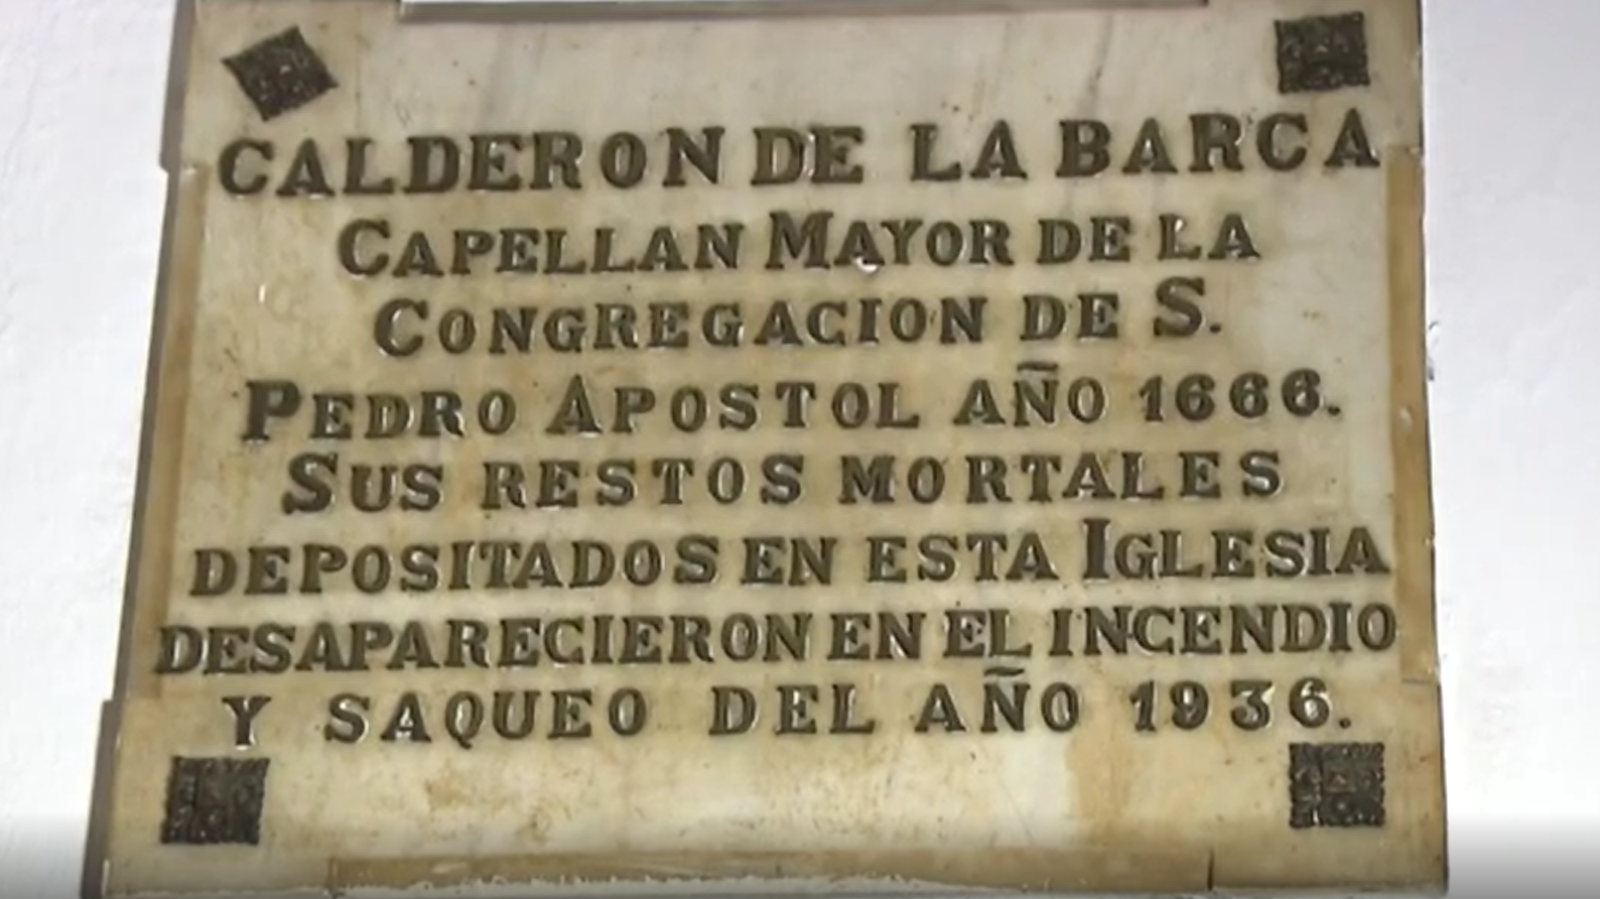 CALDERON DE LA BARCA
CAPELLAN MAYOR DE LA
CONGREGACION DE S.
PEDRO APOSTOL AÑO 1666.
SUS RESTOS MORTALES
DEPOSITADOS EN ESTA IGLESIA
DESAPARECIERON EN EL INCENDIO
Y SAQUEO DEL AÑO 1936.